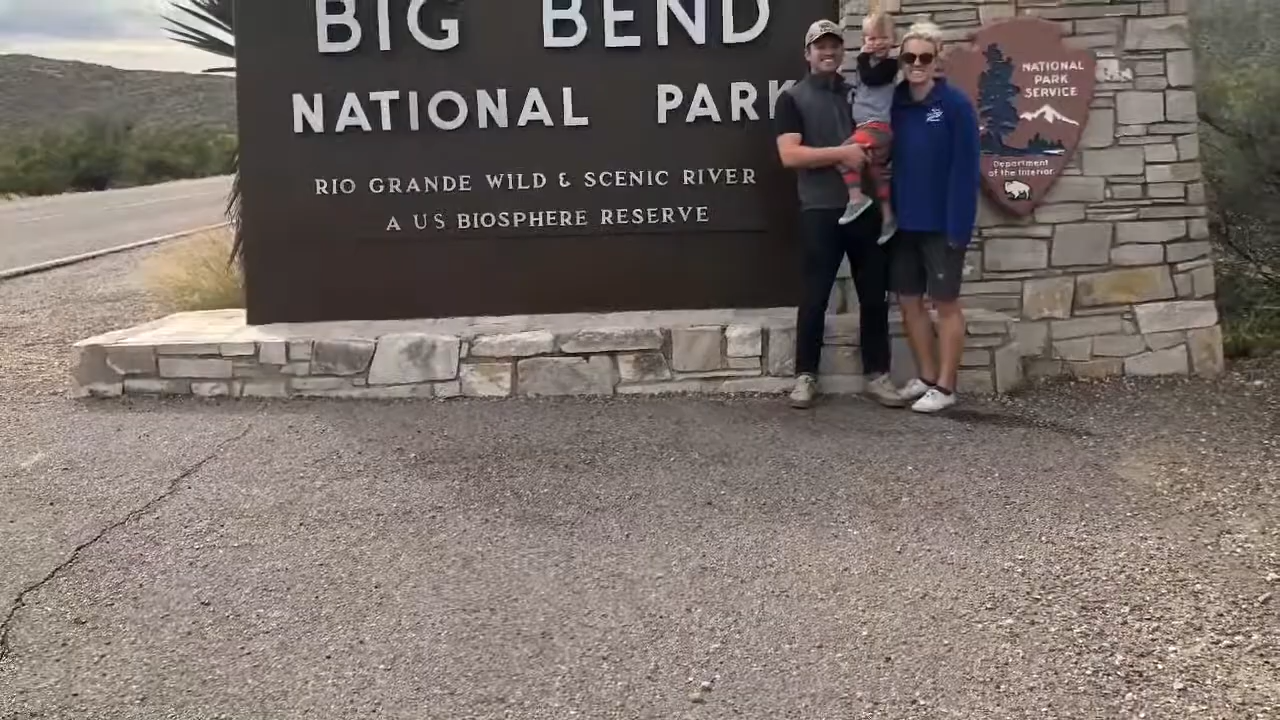 BIG BEND
NATIONAL PARK
RIO GRANDE WILD & SCENIC RIVER
A US BIOSPHERE RESERVE
NATIONAL
PARK
SERVICE
Department
of the Interior